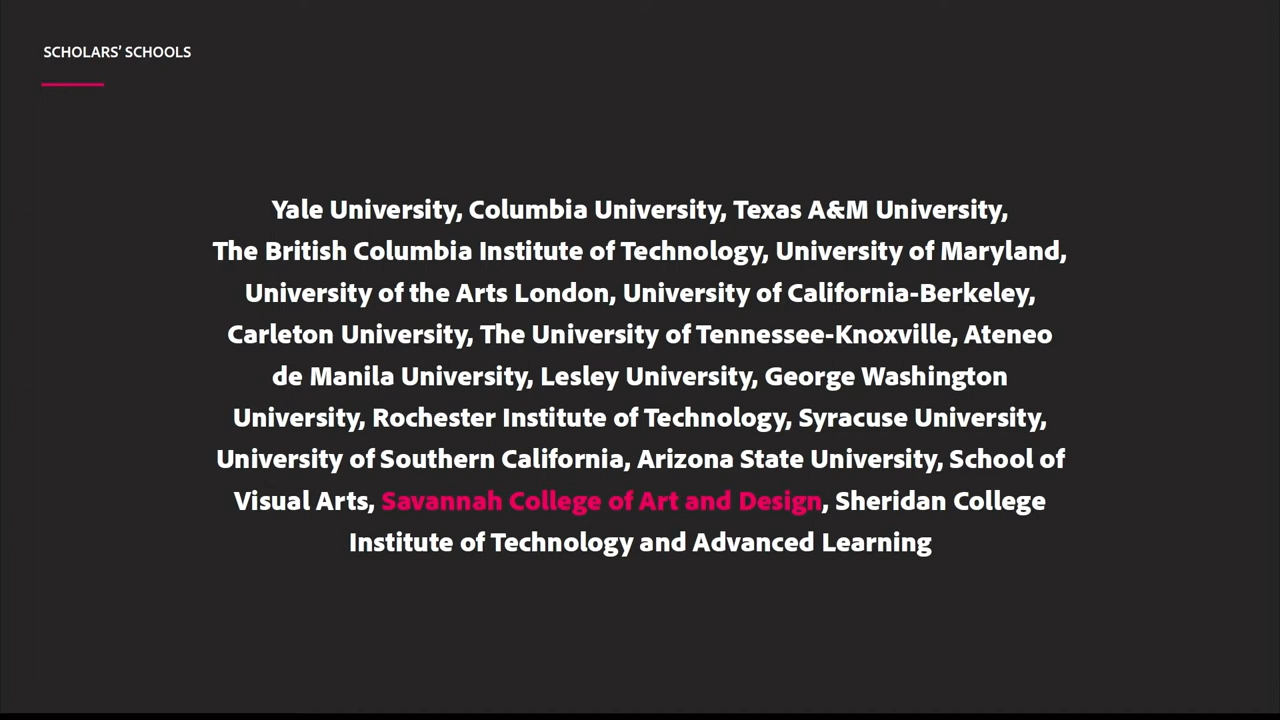 SCHOLARS’ SCHOOLS
Yale University, Columbia University, Texas A&M University,
The British Columbia Institute of Technology, University of Maryland,
University of the Arts London, University of California-Berkeley,
Carleton University, The University of Tennessee-Knoxville, Ateneo
de Manila University, Lesley University, George Washington
University, Rochester Institute of Technology, Syracuse University,
University of Southern California, Arizona State University, School of
Visual Arts, Savannah College of Art and Design, Sheridan College
Institute of Technology and Advanced Learning